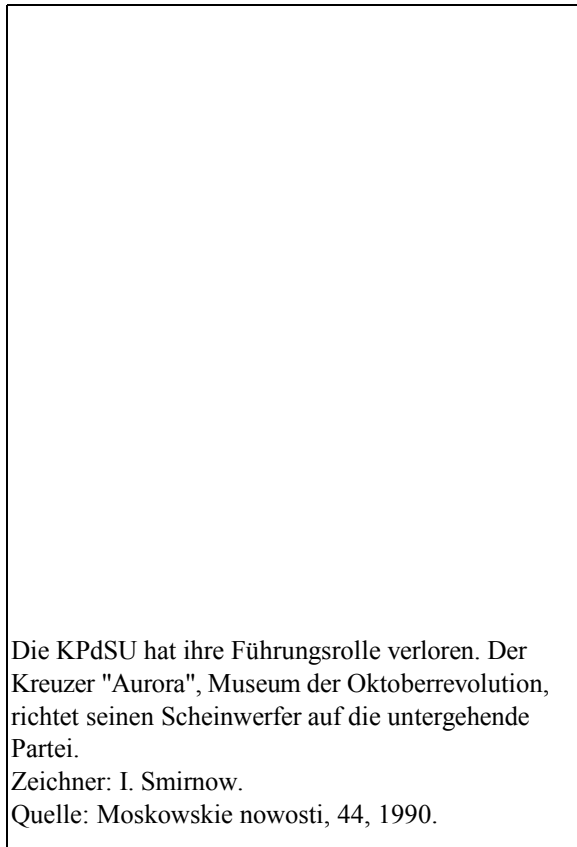 Die KPdSU hat ihre Führungsrolle verloren. Der
Kreuzer "Aurora", Museum der Oktoberrevolution,
richtet seinen Scheinwerfer auf die untergehende
Partei.
Zeichner: I. Smirnow.
Quelle: Moskowskie nowosti, 44, 1990.